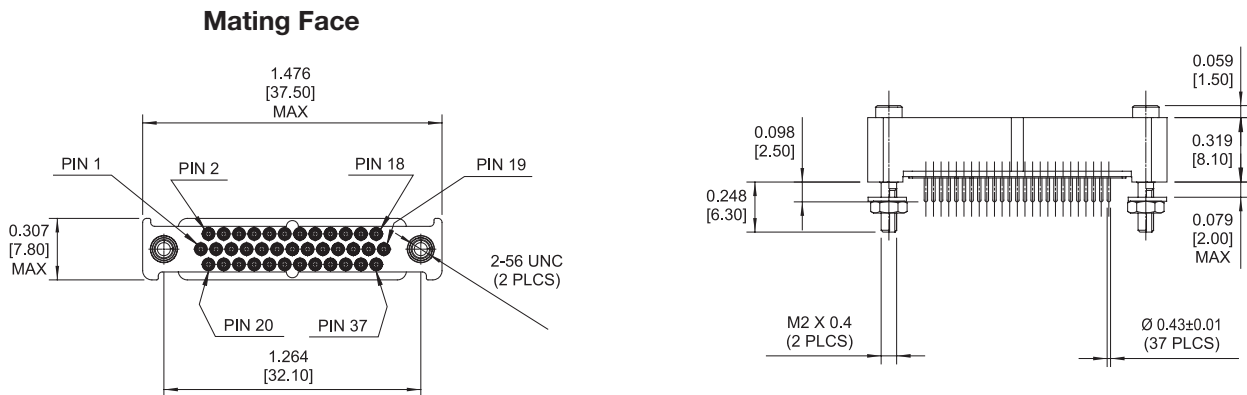 Mating Face
1.476
[37.50]
MAX
PIN 1
PIN 2
PIN 18
PIN 19
0.307
[7.80]
MAX
2-56 UNC
(2 PLCS)
PIN 20
PIN 37
1.264
[32.10]
0.059
[1.50]
0.098
[2.50]
0.319
[8.10]
0.248
[6.30]
0.079
[2.00]
MAX
M2 X 0.4
(2 PLCS)
Ø 0.43±0.01
(37 PLCS)